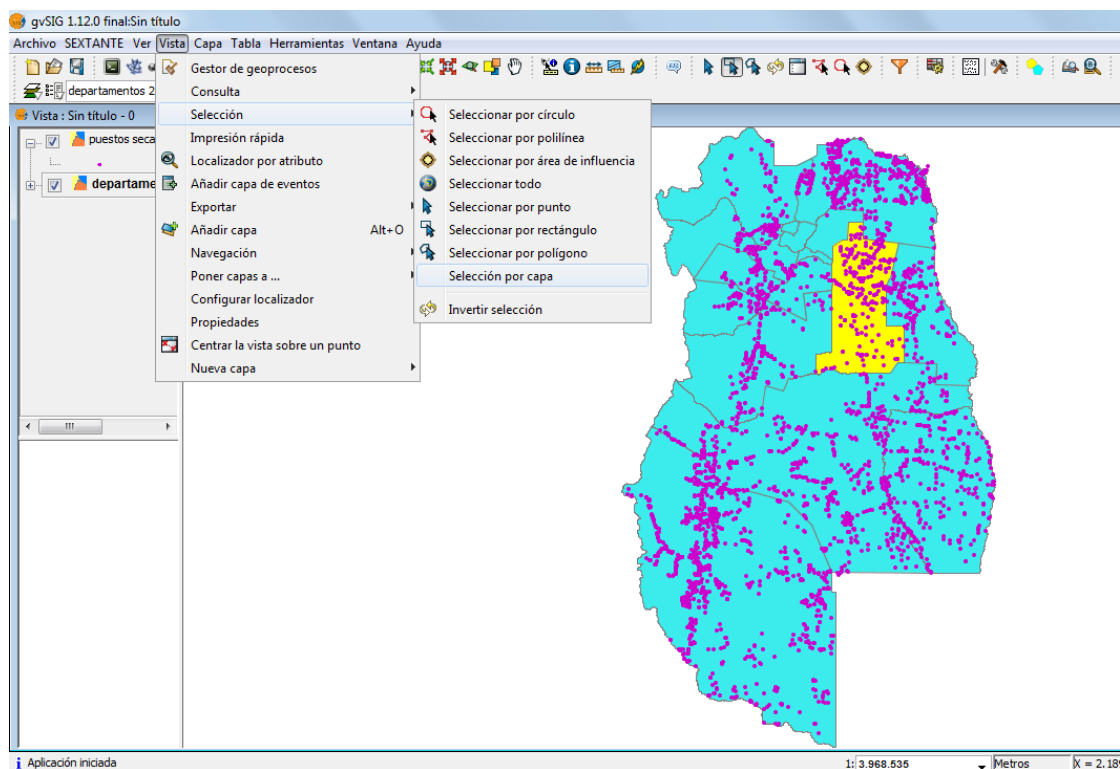 gvSIG 1.12.0 final:Sin título
Archivo SEXTANTE Ver Vista Capa Tabla Herramientas Ventana Ayuda
departamentos 2
Vista : Sin título - 0
puestos seca
departame
Gestor de geoprocesos
Consulta
Selección
Impresión rápida
Localizador por atributo
Añadir capa de eventos
Exportar
Añadir capa Alt+O
Navegación
Poner capas a ...
Configurar localizador
Propiedades
Centrar la vista sobre un punto
Nueva capa
Seleccionar por círculo
Seleccionar por polilínea
Seleccionar por área de influencia
Seleccionar todo
Seleccionar por punto
Seleccionar por rectángulo
Seleccionar por polígono
Selección por capa
Invertir selección
Aplicación iniciada
1: 3.968.535 Metros X = 2.18